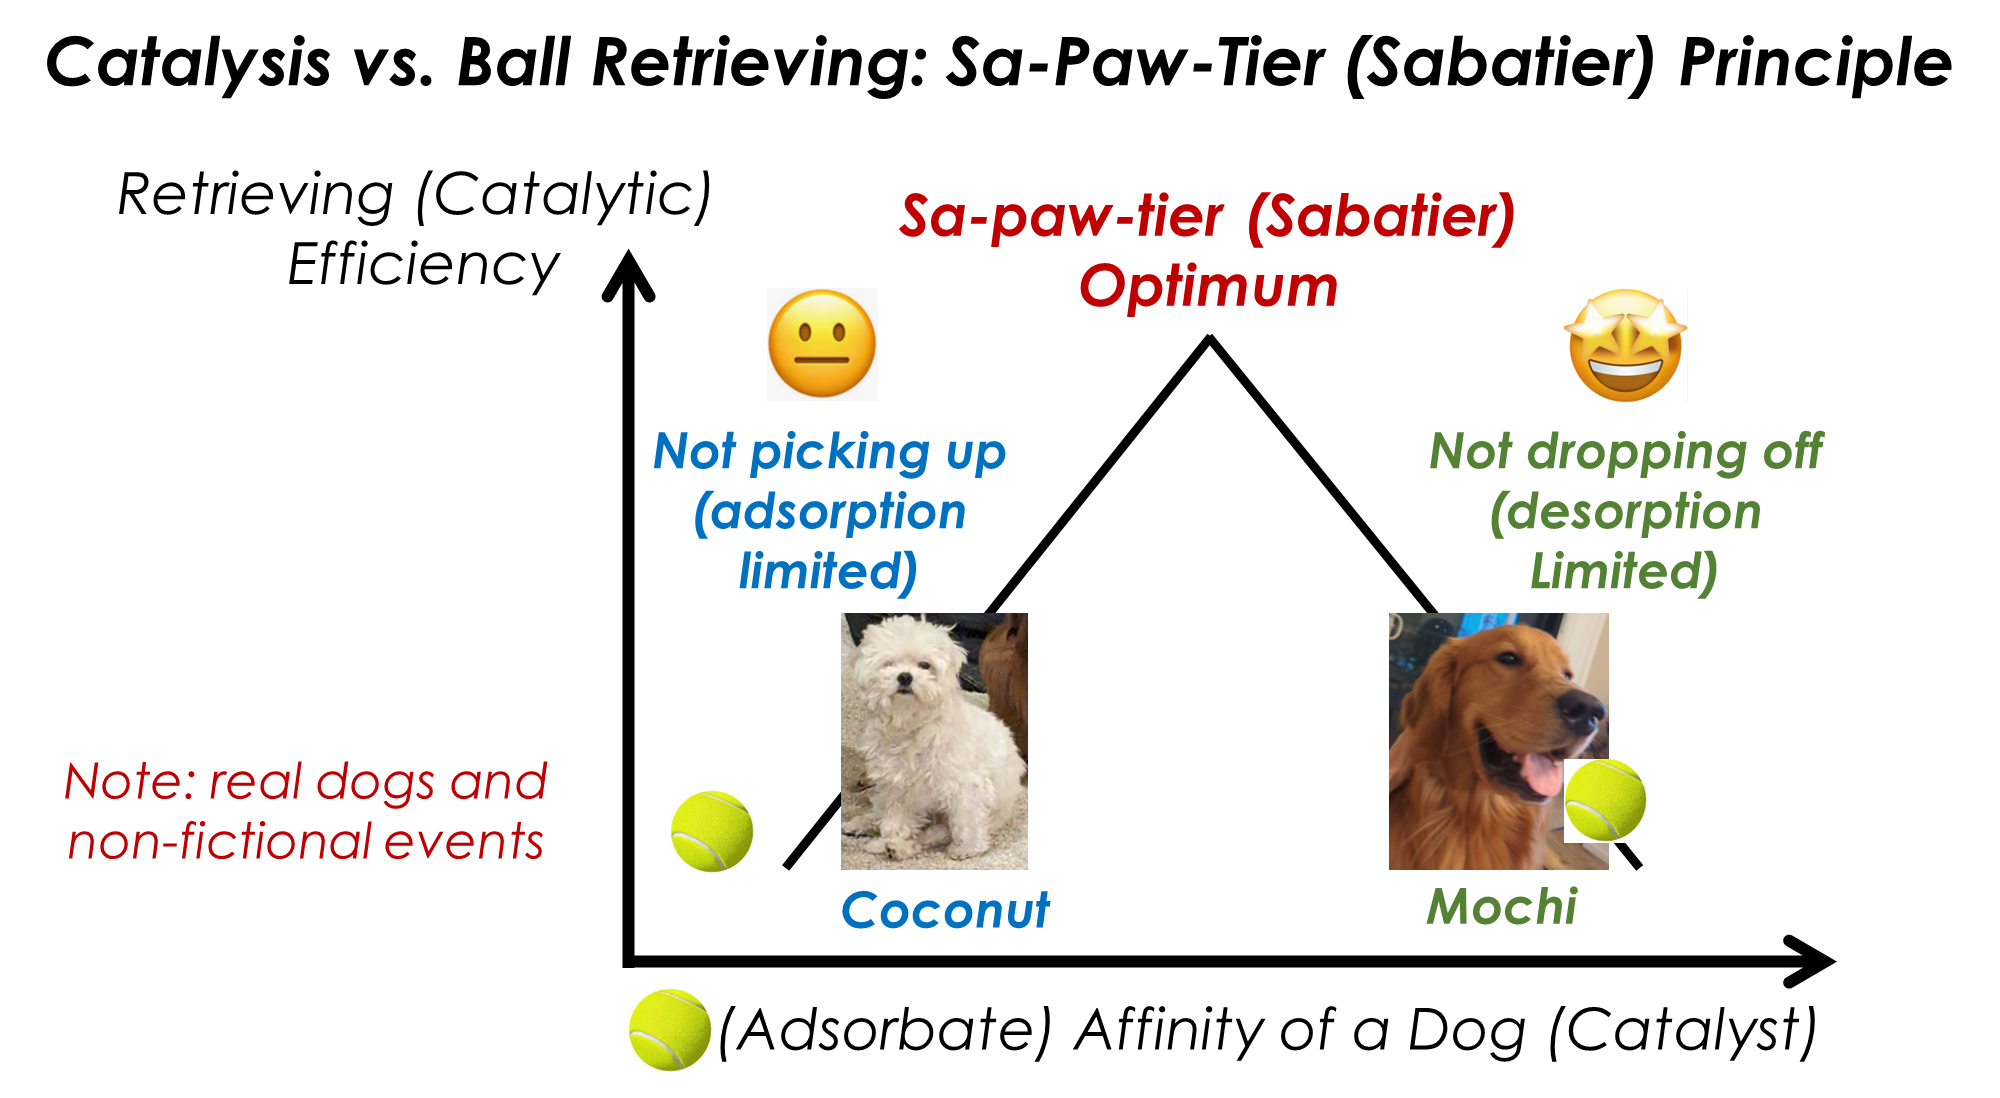 Catalysis vs. Ball Retrieving: Sa-Paw-Tier (Sabatier) Principle
Retrieving (Catalytic)
Efficiency
Sa-paw-tier (Sabatier)
Optimum
Not picking up
(adsorption
limited)
Not dropping off
(desorption
Limited)
Note: real dogs and
non-fictional events
Coconut
Mochi
(Adsorbate) Affinity of a Dog (Catalyst)